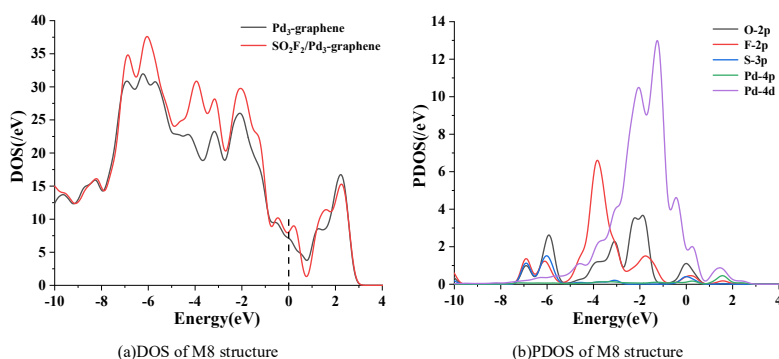 Pd₃-graphene
SO₂F₂/Pd₃-graphene
DOS(/eV)
40
35
30
25
20
15
10
5
0
-10 -8 -6 -4 -2 0 2 4
Energy(eV)
(a)DOS of M8 structure
O-2p
F-2p
S-3p
Pd-4p
Pd-4d
PDOS(/eV)
14
12
10
8
6
4
2
0
-10 -8 -6 -4 -2 0 2 4
Energy(eV)
(b)PDOS of M8 structure